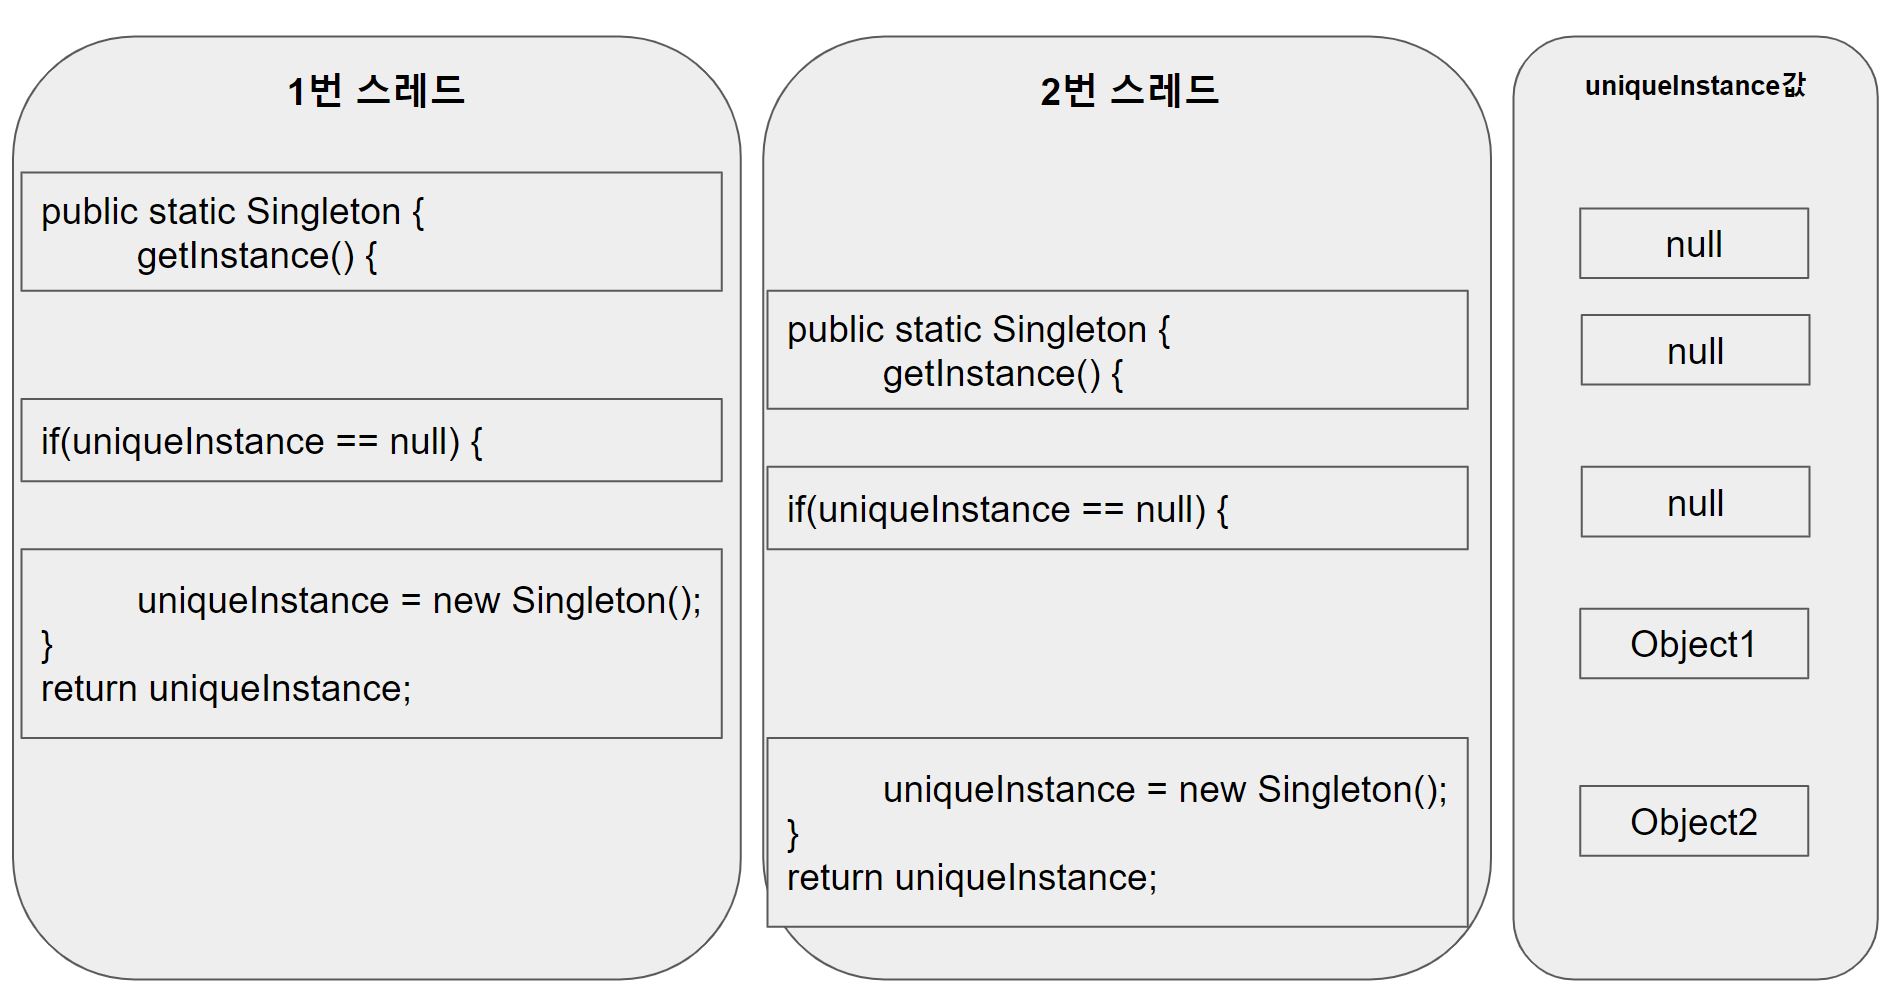 1번 스레드
public static Singleton {
getInstance() {
if(uniqueInstance == null) {
uniqueInstance = new Singleton();
}
return uniqueInstance;
2번 스레드
public static Singleton {
getInstance() {
if(uniqueInstance == null) {
uniqueInstance = new Singleton();
}
return uniqueInstance;
uniqueInstance값
null
null
null
Object1
Object2